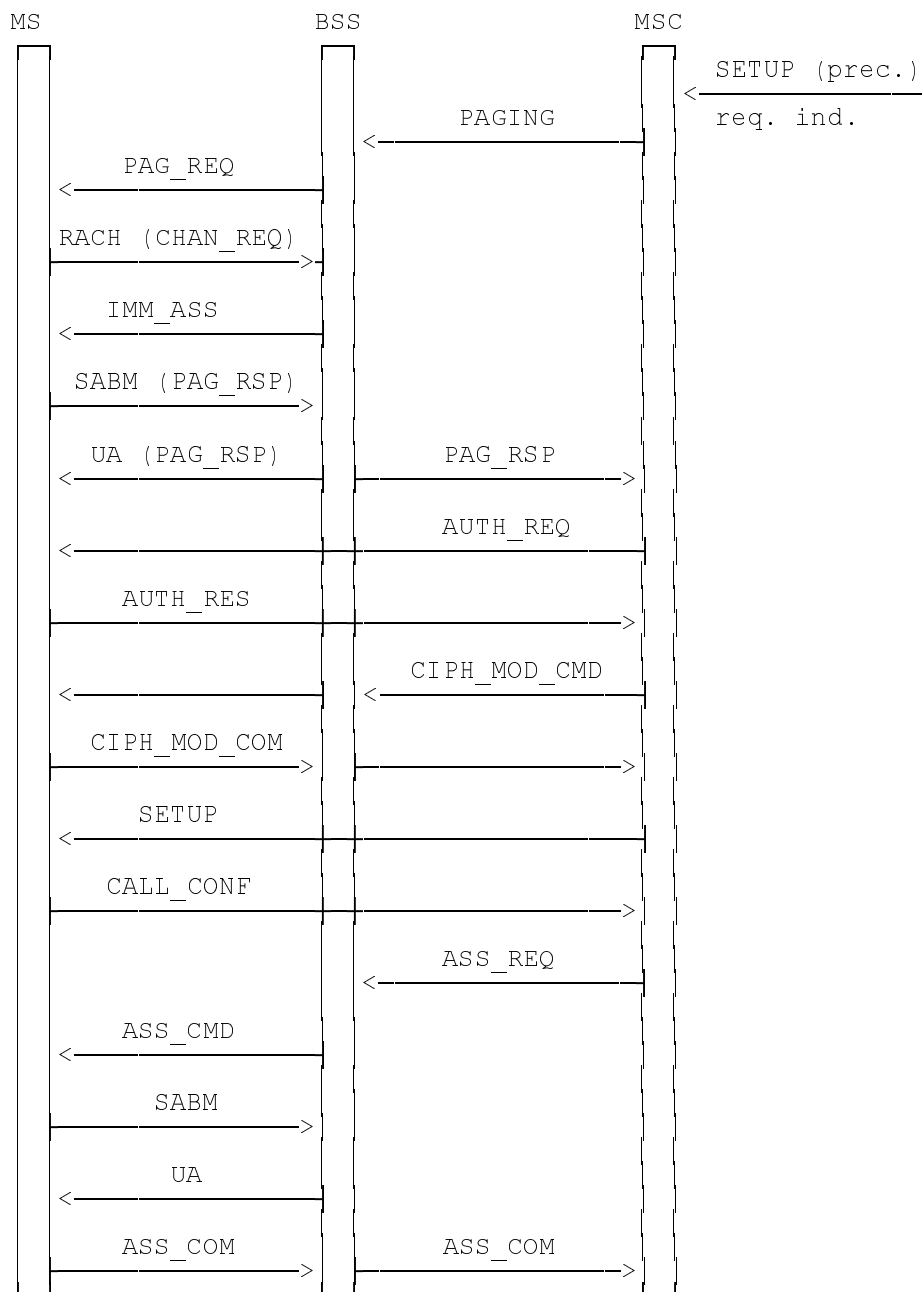 MS BSS MSC
SETUP (prec.)
PAGING req. ind.
PAG_REQ
RACH (CHAN_REQ)
IMM_ASS
SABM (PAG_RSP)
UA (PAG_RSP) PAG_RSP
AUTH_REQ
AUTH_RES
CIPH_MOD_CMD
CIPH_MOD_COM
SETUP
CALL_CONF
ASS_REQ
ASS_CMD
SABM
UA
ASS_COM ASS_COM